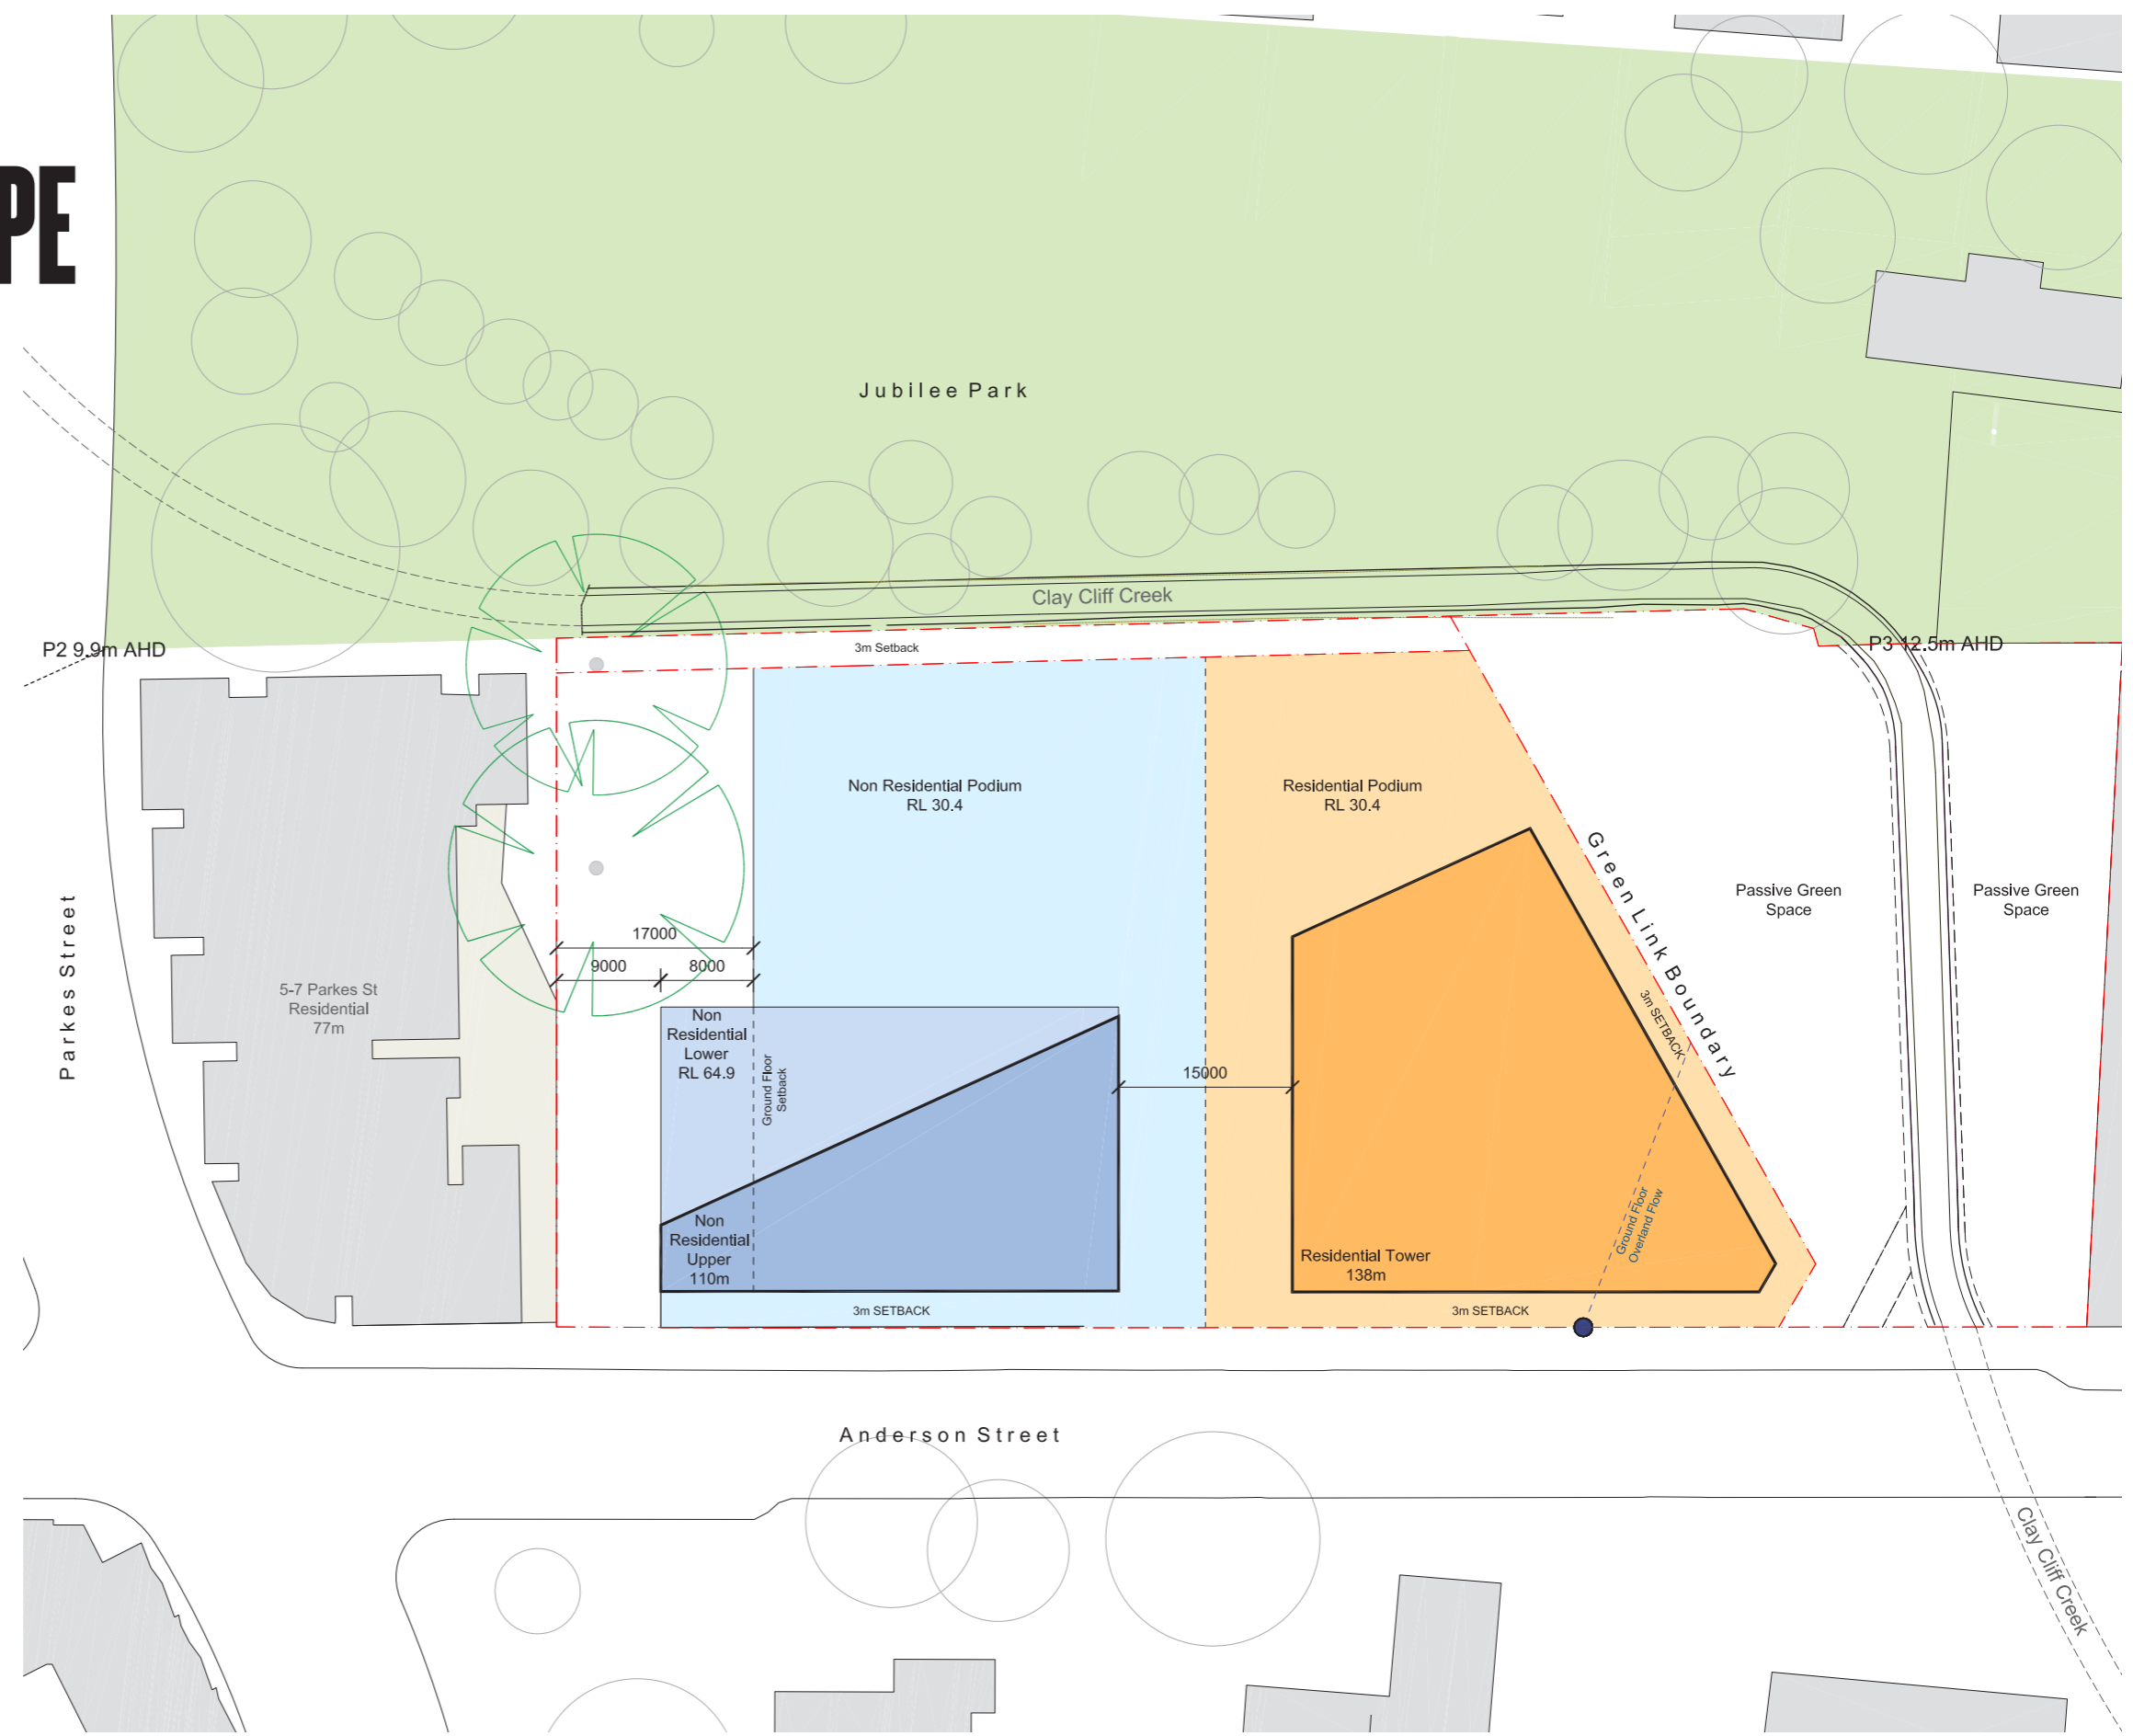 PE
Jubilee Park
Clay Cliff Creek
P2 9.9m AHD
3m Setback
P3 12.5m AHD
Non Residential Podium
RL 30.4
Residential Podium
RL 30.4
Green Link Boundary
Passive Green
Space
Passive Green
Space
Parkes Street
17000
9000
8000
5-7 Parkes St
Residential
77m
Non
Residential
Lower
RL 64.9
Ground Floor
Setback
15000
3m SETBACK
Ground Floor
Overland Flow
Non
Residential
Upper
110m
Residential Tower
138m
3m SETBACK
3m SETBACK
Anderson Street
Clay Cliff Creek